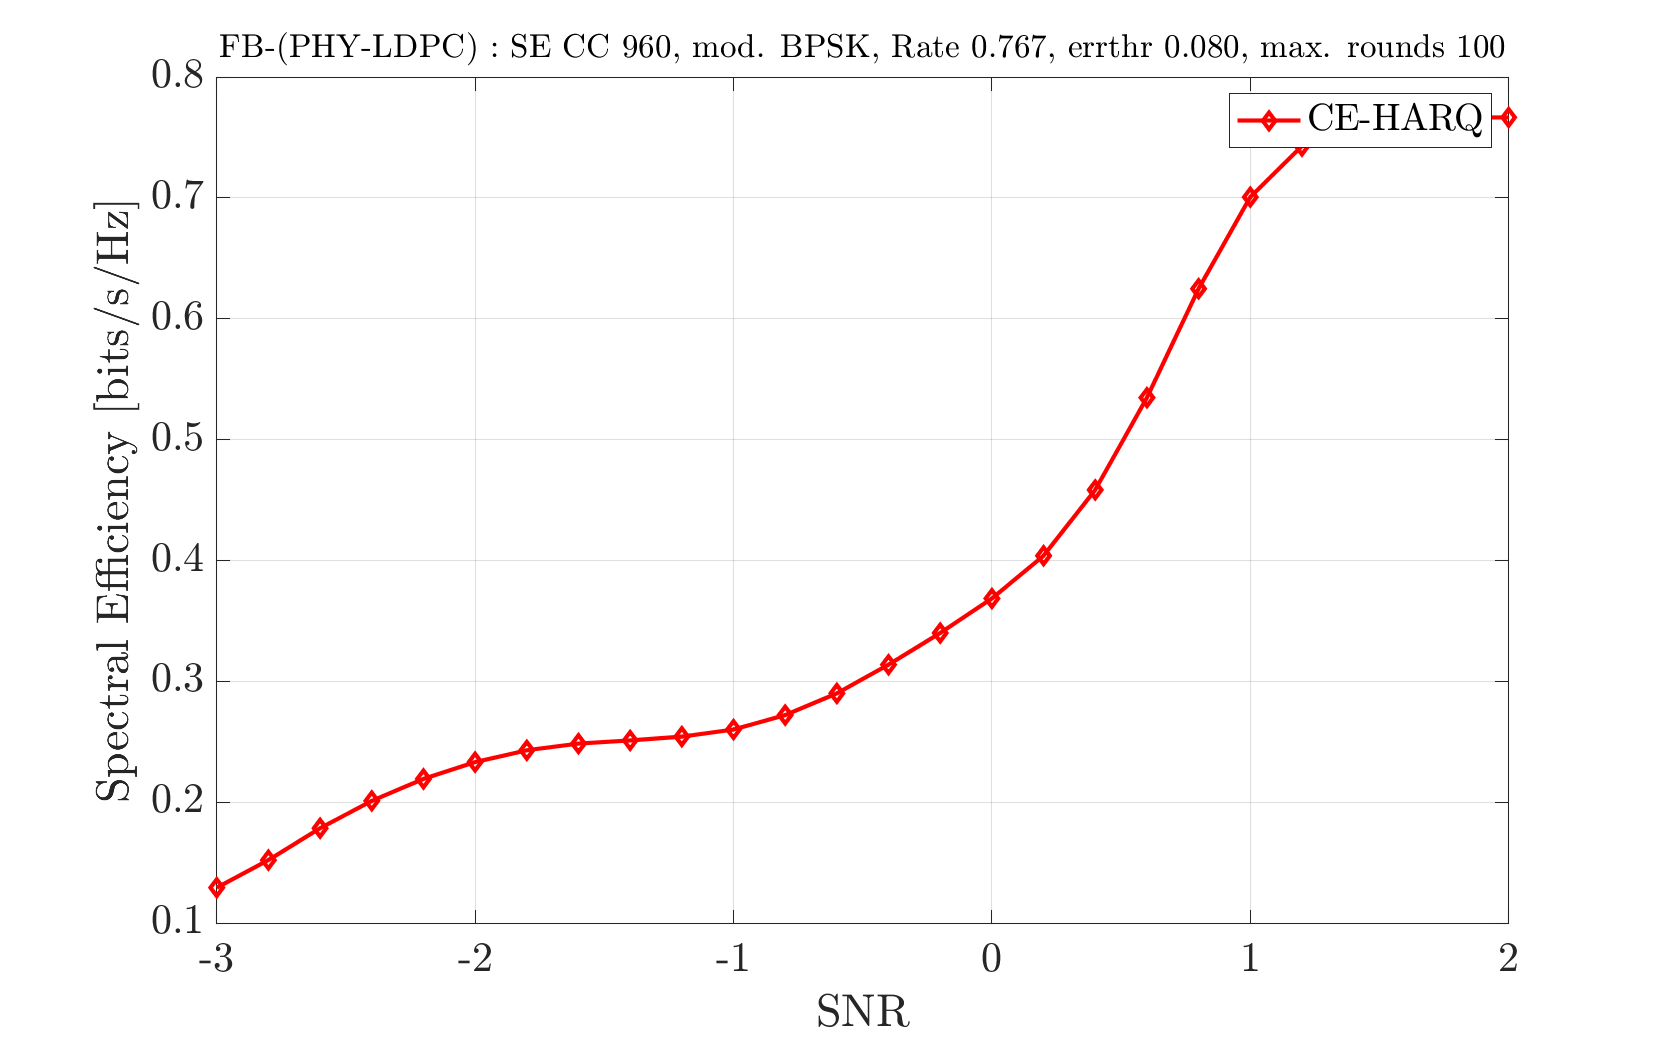 FB-(PHY-LDPC) : SE CC 960, mod. BPSK, Rate 0.767, errthr 0.080, max. rounds 100
CE-HARQ
0.8
0.7
0.6
0.5
0.4
0.3
0.2
0.1
Spectral Efficiency [bits/s/Hz]
-3 -2 -1 0 1 2
SNR